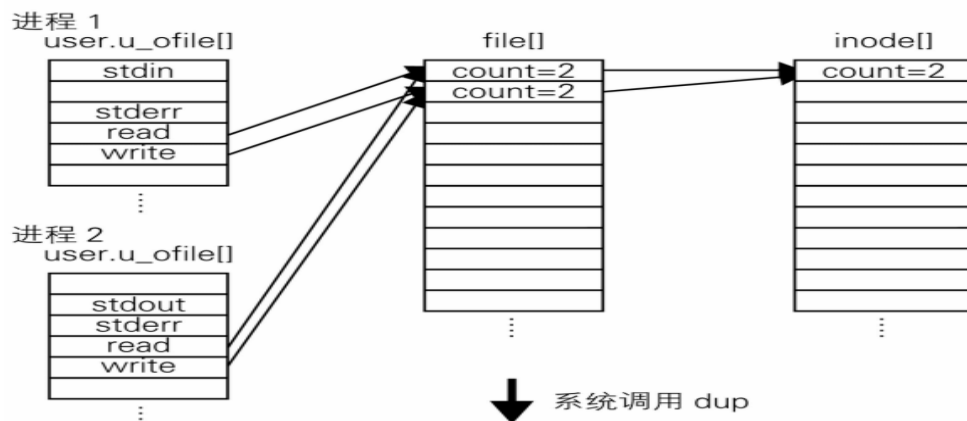 进程 1
user.u_ofile[]
stdin
stderr
read
write
file[]
count=2
count=2
inode[]
count=2
进程 2
user.u_ofile[]
stdout
stderr
read
write
系统调用 dup